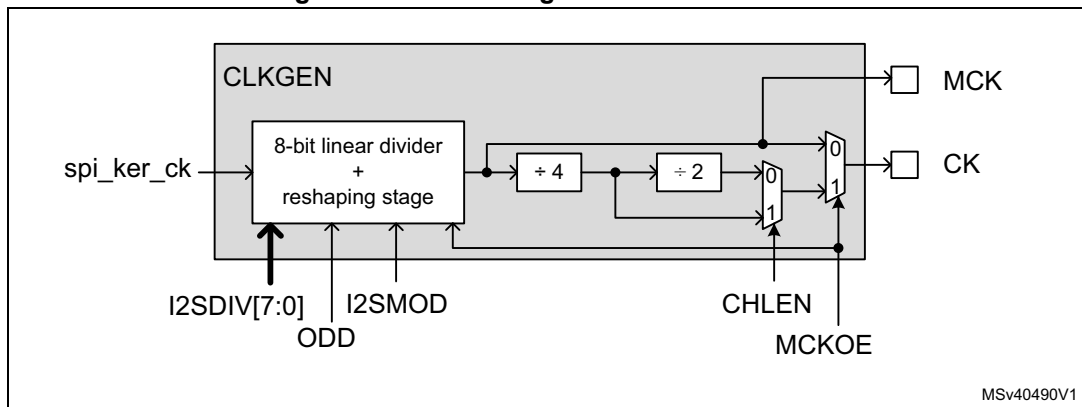 CLKGEN
MCK
8-bit linear divider
+
reshaping stage
spi_ker_ck
÷ 4
÷ 2
0
1
0
1
CK
I2SDIV[7:0]
I2SMOD
CHLEN
ODD
MCKOE
MSv40490V1